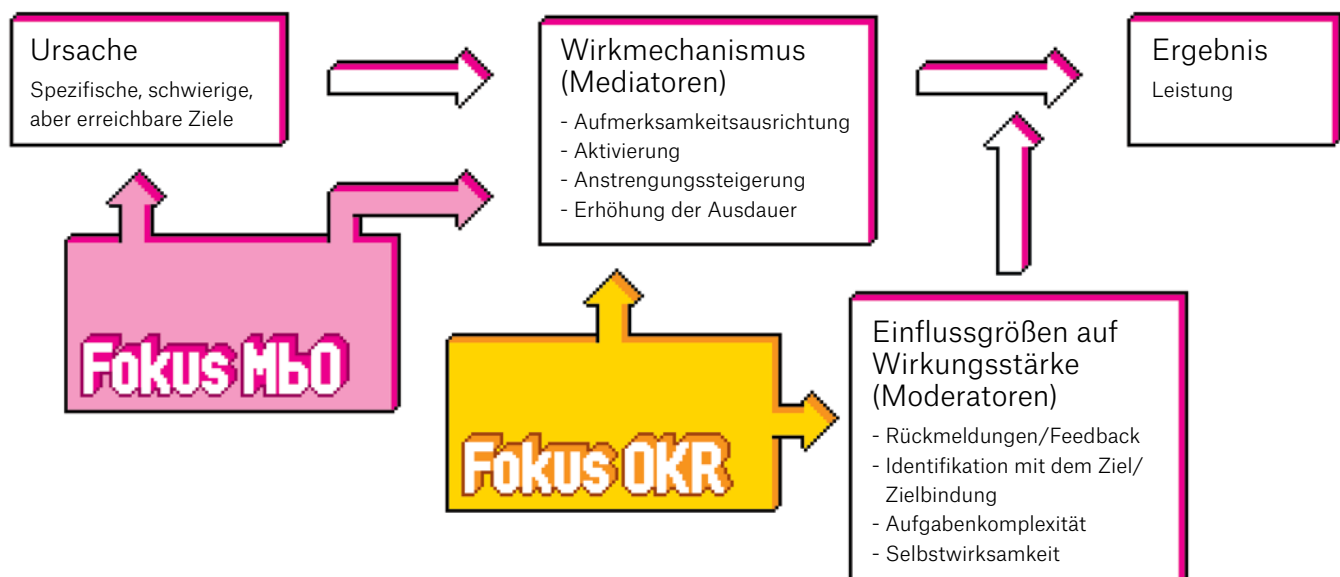 Ursache
Spezifische, schwierige,
aber erreichbare Ziele
Wirkmechanismus
(Mediatoren)
- Aufmerksamkeitsausrichtung
- Aktivierung
- Anstrengungssteigerung
- Erhöhung der Ausdauer
Ergebnis
Leistung
Fokus MbO
Fokus OKR
Einflussgrößen auf
Wirkungsstärke
(Moderatoren)
- Rückmeldungen/Feedback
- Identifikation mit dem Ziel/
Zielbindung
- Aufgabenkomplexität
- Selbstwirksamkeit